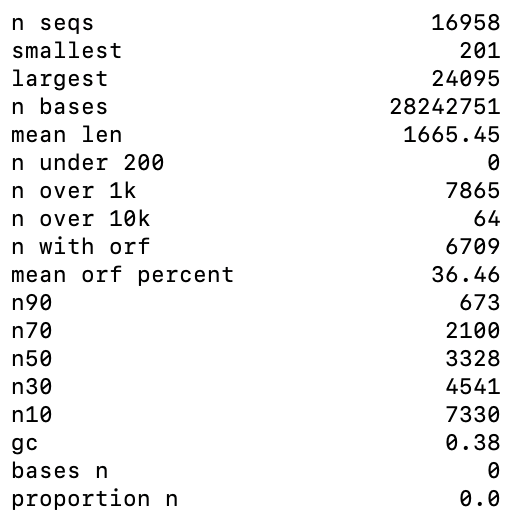 n seqs 16958
smallest 201
largest 24095
n bases 28242751
mean len 1665.45
n under 200 0
n over 1k 7865
n over 10k 64
n with orf 6709
mean orf percent 36.46
n90 673
n70 2100
n50 3328
n30 4541
n10 7330
gc 0.38
bases n 0
proportion n 0.0